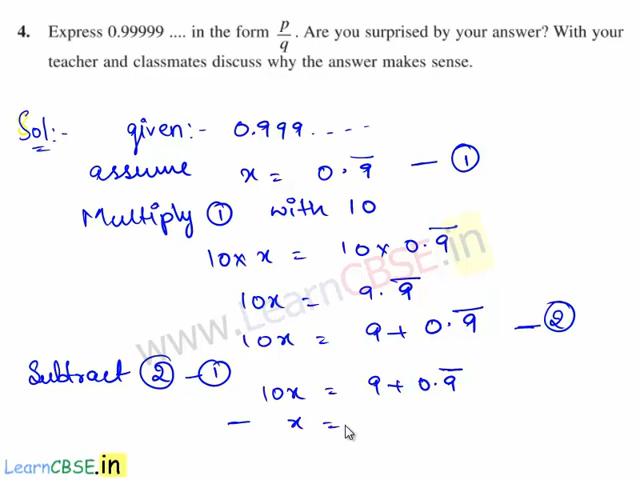 4. Express 0.99999 .... in the form p/q. Are you surprised by your answer? With your
teacher and classmates discuss why the answer makes sense.
Sol:- given:- 0.999.....
assume x = 0.9̅ — ①
Multiply ① with 10
10 × x = 10 × 0.9̅
10x = 9.9̅
10x = 9 + 0.9̅ — ②
Subtract ② - ①
10x = 9 + 0.9̅
- x =
www.LearnCBSE.in
LearnCBSE.in